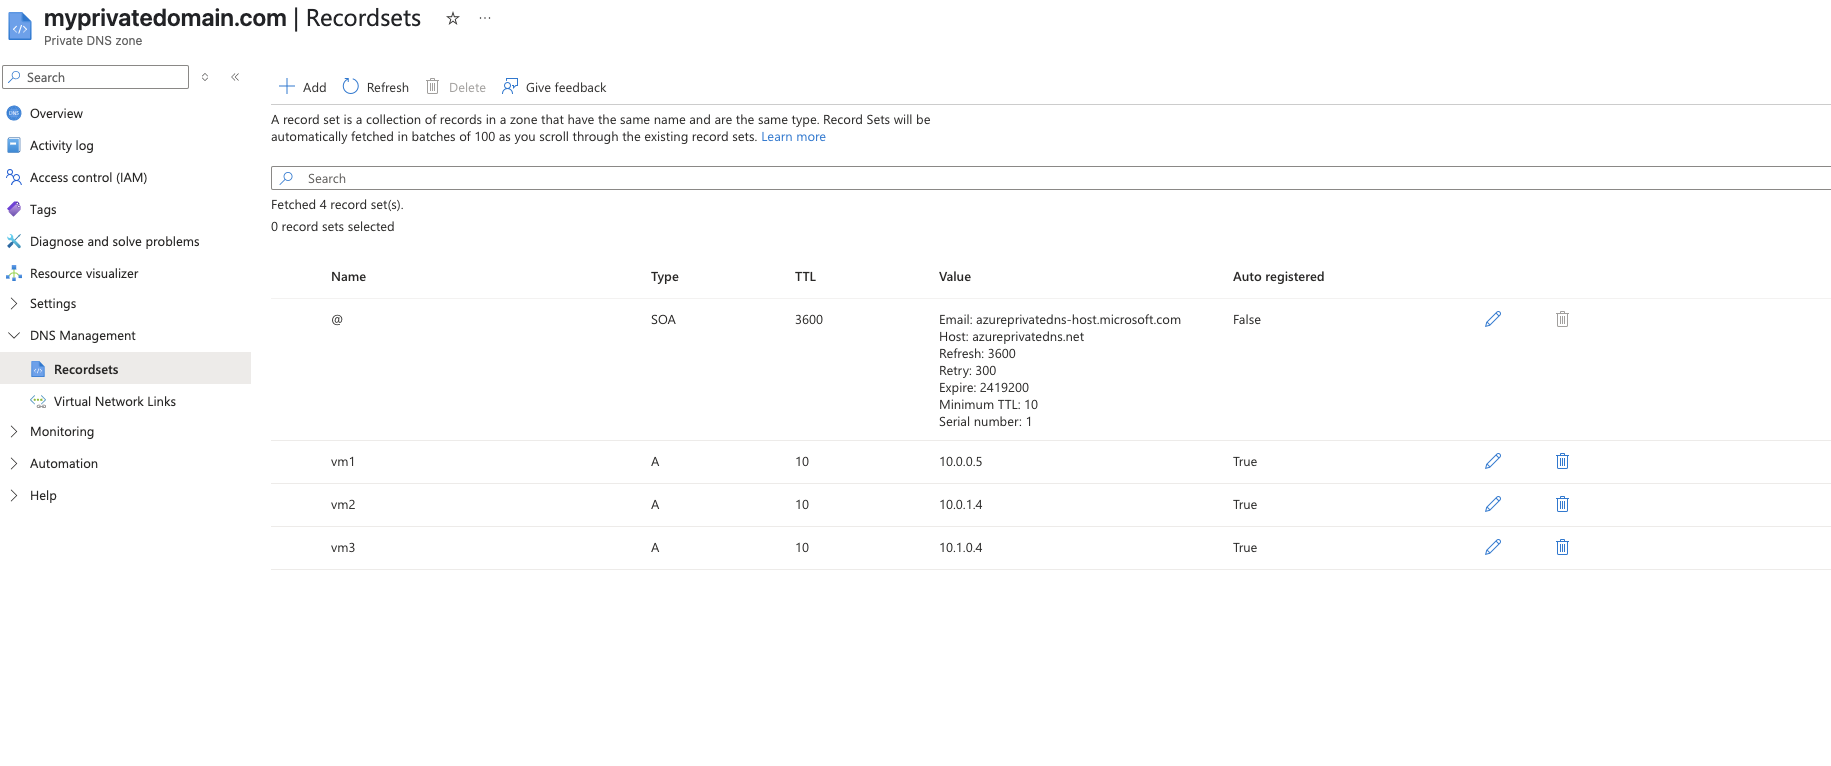 myprivatedomain.com | Recordsets
Private DNS zone
Search
Overview
Activity log
Access control (IAM)
Tags
Diagnose and solve problems
Resource visualizer
Settings
DNS Management
Recordsets
Virtual Network Links
Monitoring
Automation
Help
Add Refresh Delete Give feedback
A record set is a collection of records in a zone that have the same name and are the same type. Record Sets will be
automatically fetched in batches of 100 as you scroll through the existing record sets. Learn more
Search
Fetched 4 record set(s).
0 record sets selected
Name Type TTL Value Auto registered
@ SOA 3600 Email: azureprivatedns-host.microsoft.com False
Host: azureprivatedns.net
Refresh: 3600
Retry: 300
Expire: 2419200
Minimum TTL: 10
Serial number: 1
vm1 A 10 10.0.0.5 True
vm2 A 10 10.0.1.4 True
vm3 A 10 10.1.0.4 True